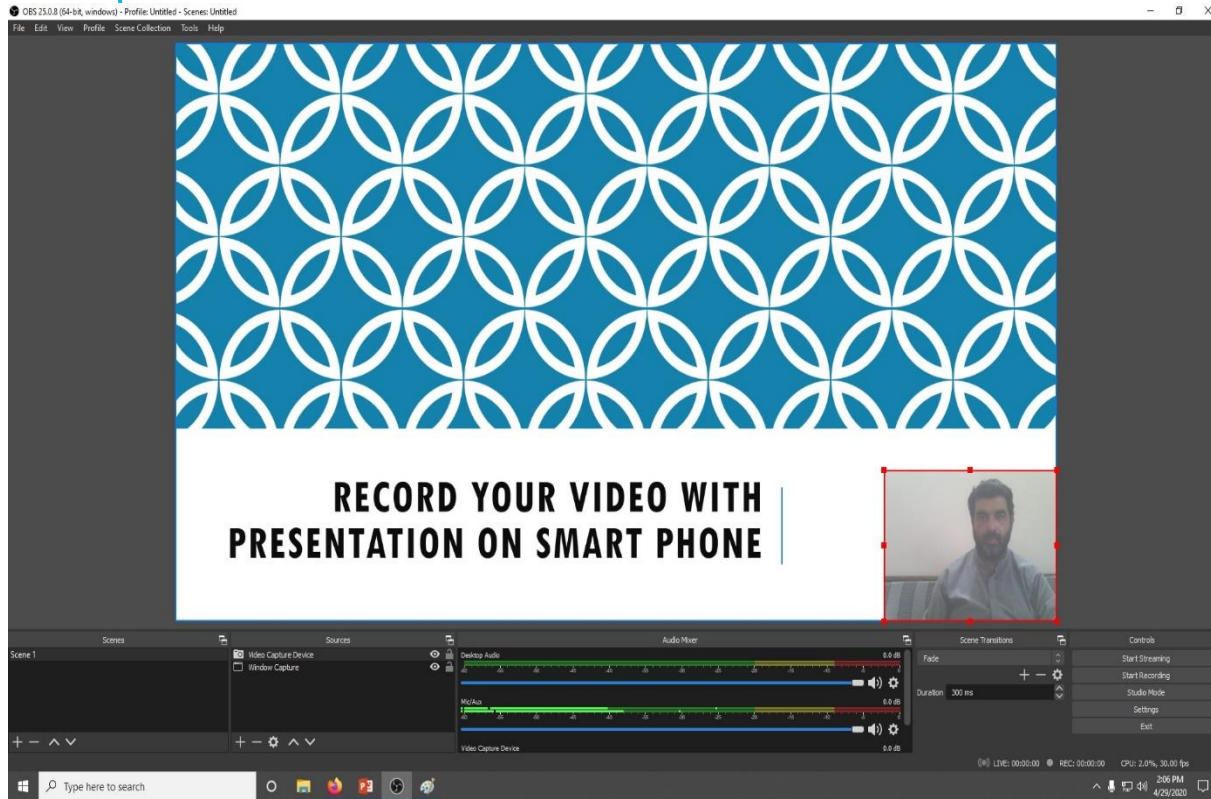 OBS 25.0.8 (64-bit, windows) - Profile: Untitled - Scenes: Untitled
File Edit View Profile Scene Collection Tools Help
RECORD YOUR VIDEO WITH
PRESENTATION ON SMART PHONE
Scenes
Scene 1
Sources
Video Capture Device
Window Capture
Audio Mixer
Desktop Audio 0.0 dB
Mic/Aux 0.0 dB
Video Capture Device 0.0 dB
Scene Transitions
Fade
Duration 300 ms
Controls
Start Streaming
Start Recording
Studio Mode
Settings
Exit
LIVE: 00:00:00 REC: 00:00:00 CPU: 2.0%, 30.00 fps
Type here to search
2:06 PM
4/29/2020